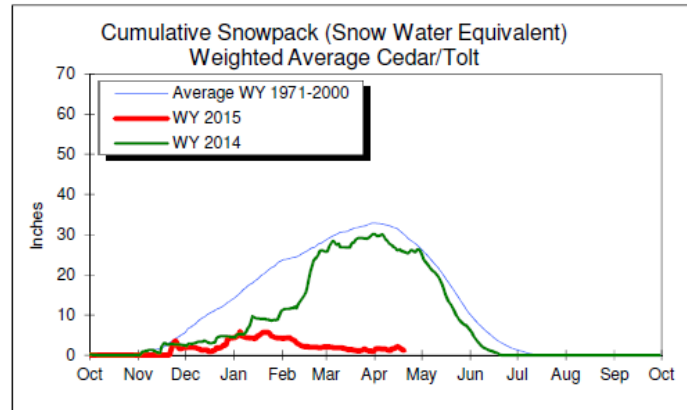 Cumulative Snowpack (Snow Water Equivalent)
Weighted Average Cedar/Tolt
70
60
50
40
30
20
10
0
Inches
Average WY 1971-2000
WY 2015
WY 2014
Oct Nov Dec Jan Feb Mar Apr May Jun Jul Aug Sep Oct